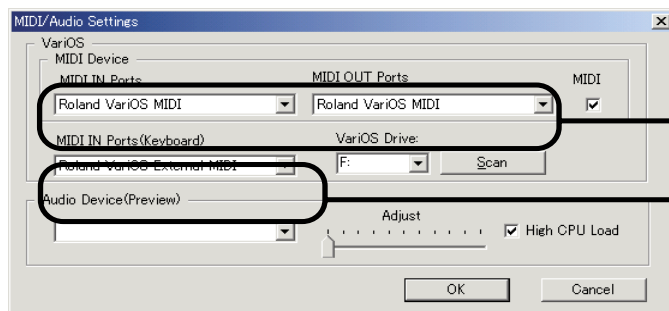 MIDI/Audio Settings
VariOS
MIDI Device
MIDI IN Ports
MIDI OUT Ports
MIDI
Roland VariOS MIDI
Roland VariOS MIDI
MIDI IN Ports(Keyboard)
VariOS Drive:
Roland VariOS External MIDI
F:
Scan
Audio Device(Preview)
Adjust
High CPU Load
OK
Cancel